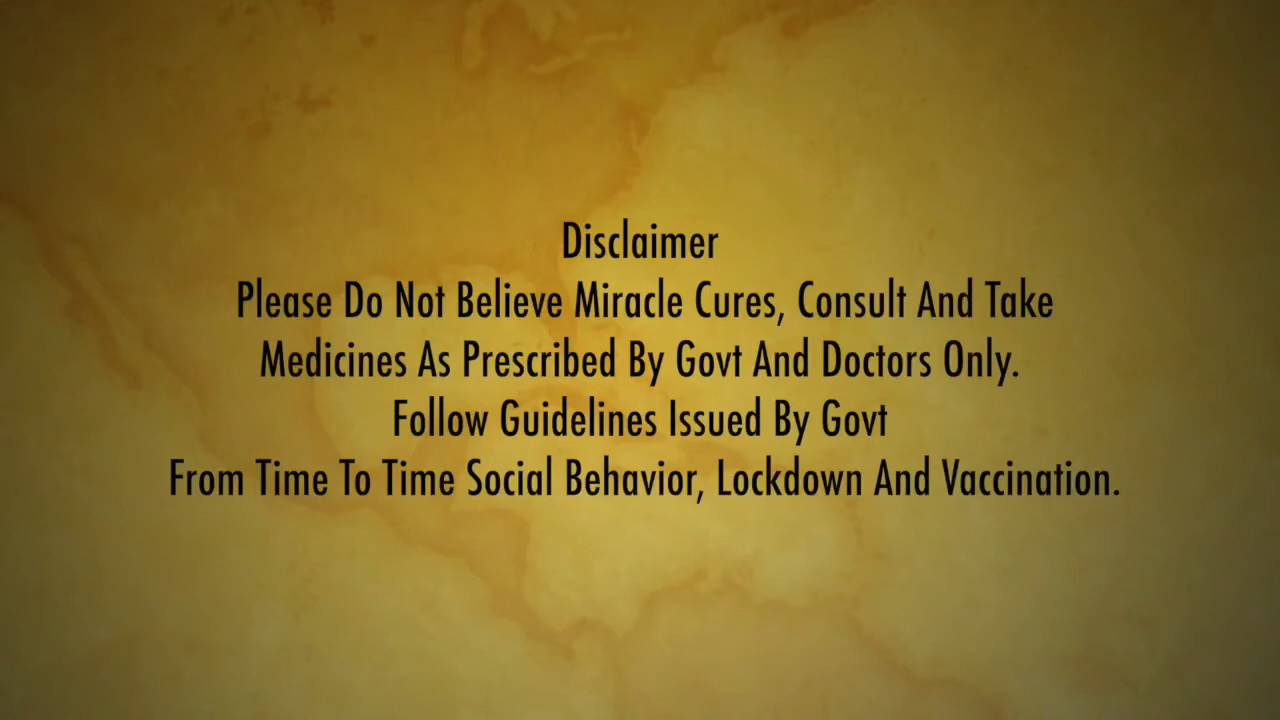 Disclaimer
Please Do Not Believe Miracle Cures, Consult And Take
Medicines As Prescribed By Govt And Doctors Only.
Follow Guidelines Issued By Govt
From Time To Time Social Behavior, Lockdown And Vaccination.